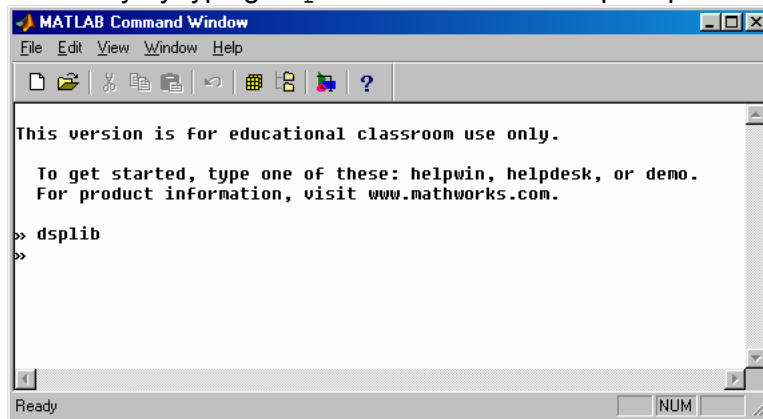 MATLAB Command Window
File Edit View Window Help
?
This version is for educational classroom use only.
To get started, type one of these: helpwin, helpdesk, or demo.
For product information, visit www.mathworks.com.
» dsplib
»
Ready NUM